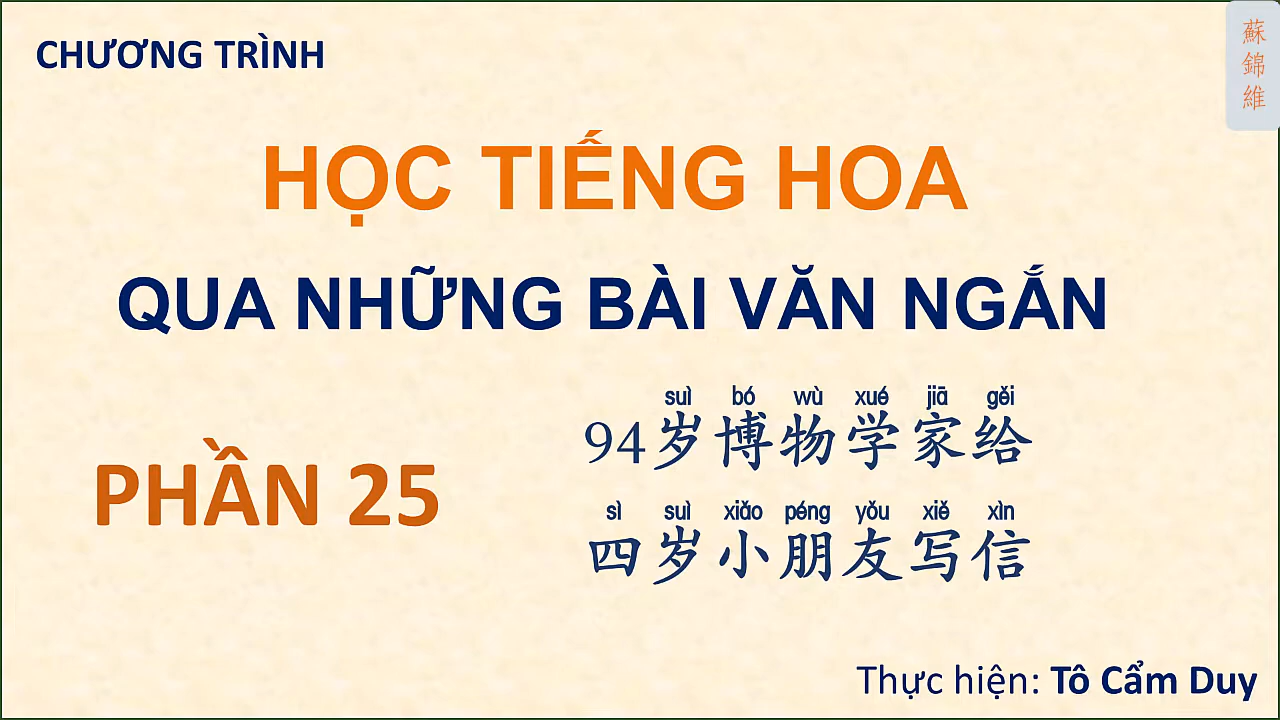 CHƯƠNG TRÌNH
蘇錦維
HỌC TIẾNG HOA
QUA NHỮNG BÀI VĂN NGẮN
PHẦN 25
suì bó wù xué jiā gěi
94岁博物学家给
sì suì xiǎo péng yǒu xiě xìn
四岁小朋友写信
Thực hiện: Tô Cẩm Duy